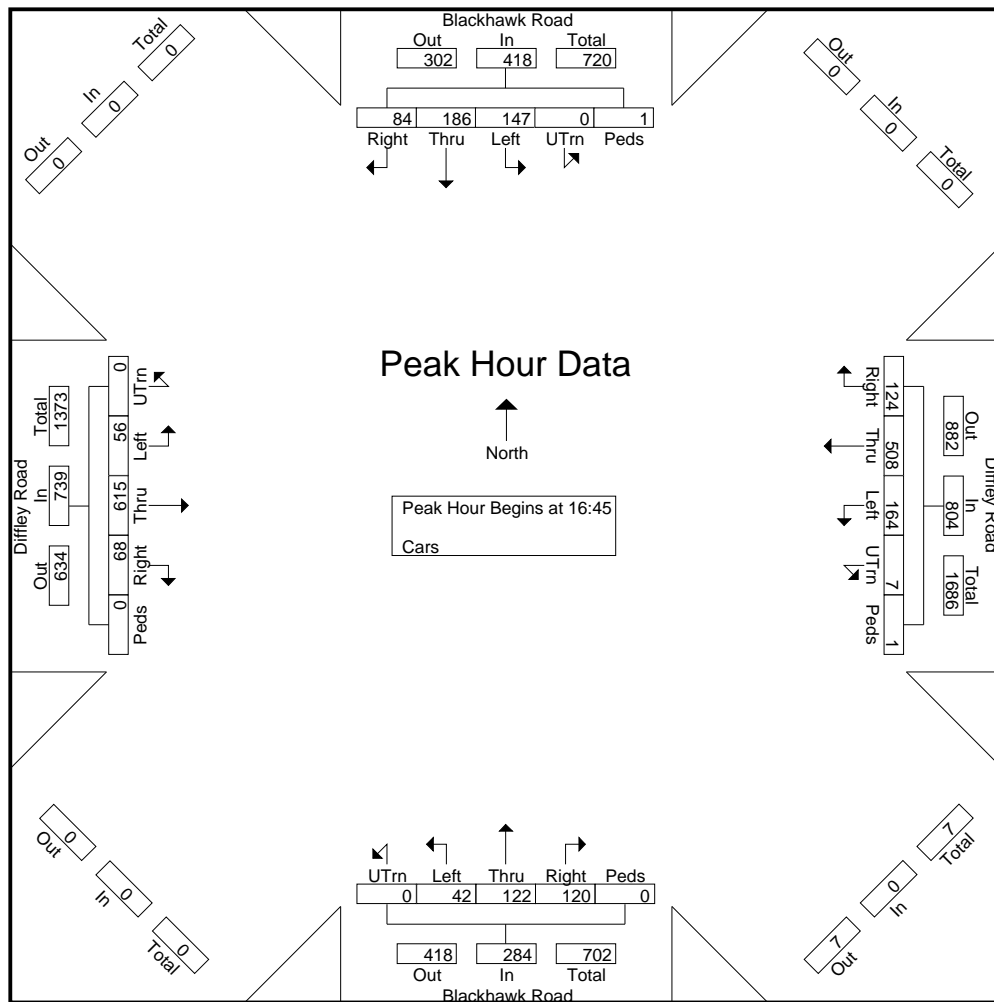 Blackhawk Road
Out In Total
302 418 720
84 186 147 0 1
Right Thru Left UTrn Peds
Total
0
In
0
Out
0
Out
0
In
0
Total
0
Diffley Road
Total In Out
1373 739 634
0 56 615 68 0
UTrn Left Thru Right Peds
Peak Hour Data
North
Peak Hour Begins at 16:45
Cars
Right Thru Left UTrn Peds
124 508 164 7 1
Out In Total
882 804 1686
Diffley Road
Out
0
In
0
Total
0
7
Total
0
In
7
Out
UTrn Left Thru Right Peds
0 42 122 120 0
418 284 702
Out In Total
Blackhawk Road